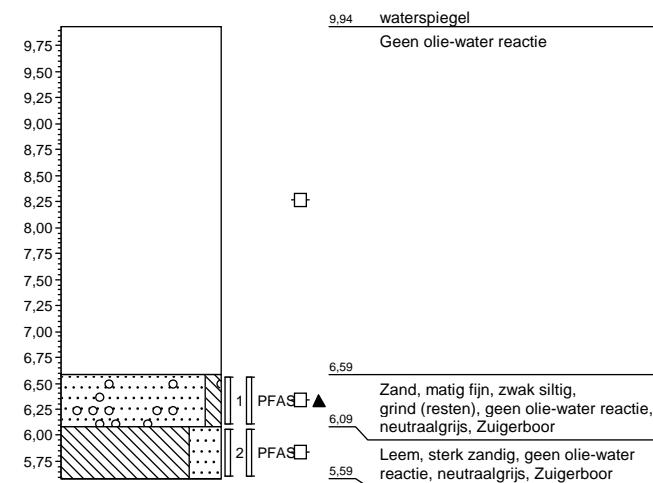 9,94 waterspiegel
Geen olie-water reactie
9,75
9,50
9,25
9,00
8,75
8,50
8,25
8,00
7,75
7,50
7,25
7,00
6,75
6,50
6,25
6,00
5,75
1 PFAS
2 PFAS
6,59
Zand, matig fijn, zwak siltig,
grind (resten), geen olie-water reactie,
neutraalgrijs, Zuigerboor
6,09
Leem, sterk zandig, geen olie-water
reactie, neutraalgrijs, Zuigerboor
5,59